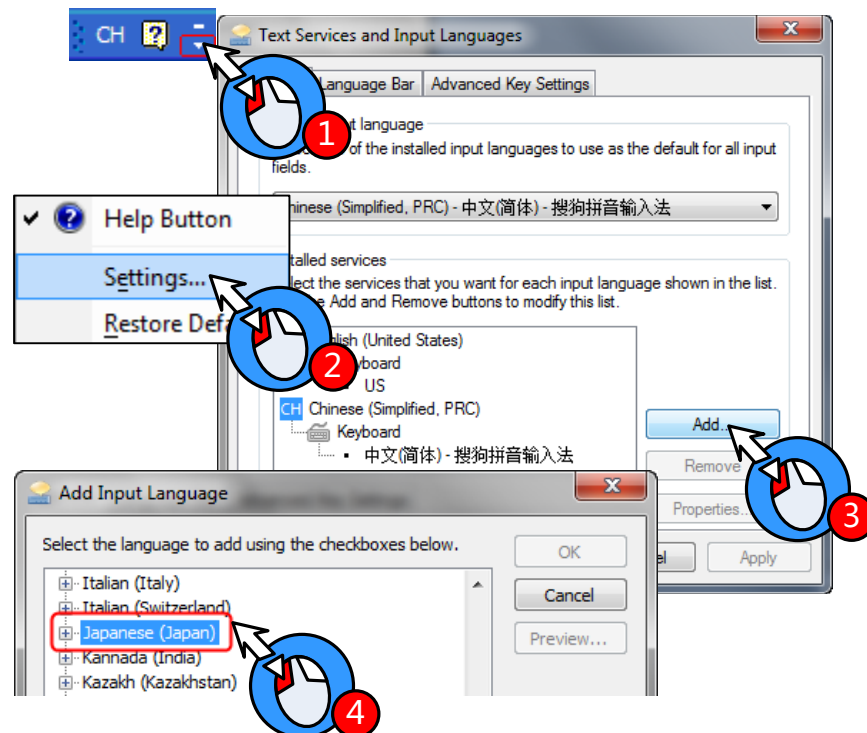 CH
Text Services and Input Languages
Language Bar
Advanced Key Settings
1
language
of the installed input languages to use as the default for all input
fields.
hinese (Simplified, PRC) - 中文(简体) - 搜狗拼音输入法
Help Button
Settings...
Restore Def
2
talled services
lect the services that you want for each input language shown in the list.
Add and Remove buttons to modify this list.
lish (United States)
yboard
US
CH Chinese (Simplified, PRC)
Keyboard
中文(简体) - 搜狗拼音输入法
Add...
Remove
Properties...
3
el
Apply
Add Input Language
Select the language to add using the checkboxes below.
OK
Cancel
Preview...
Italian (Italy)
Italian (Switzerland)
Japanese (Japan)
Kannada (India)
Kazakh (Kazakhstan)
4